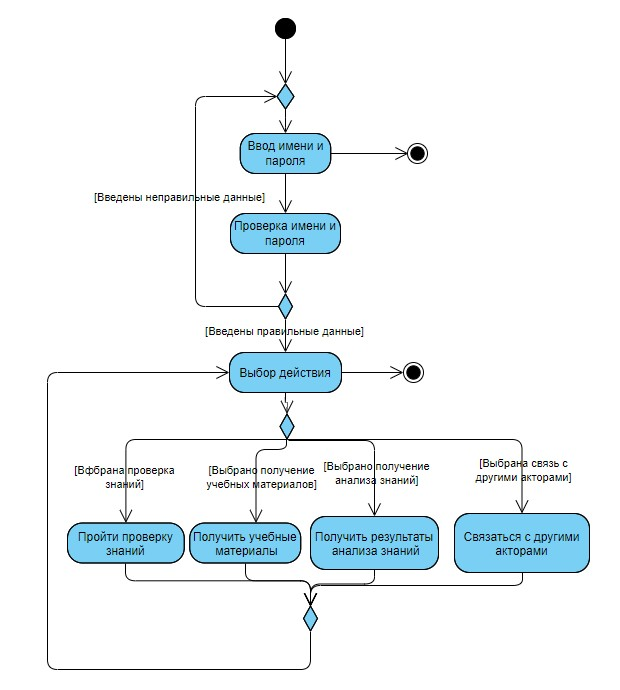 Ввод имени и
пароля
[Введены неправильные данные]
Проверка имени и
пароля
[Введены правильные данные]
Выбор действия
[Вфбрана проверка
знаний]
[Выбрано получение
учебных материалов]
[Выбрано получение
анализа знаний]
[Выбрана связь с
другими акторами]
Пройти проверку
знаний
Получить учебные
материалы
Получить результаты
анализа знаний
Связаться с другими
акторами